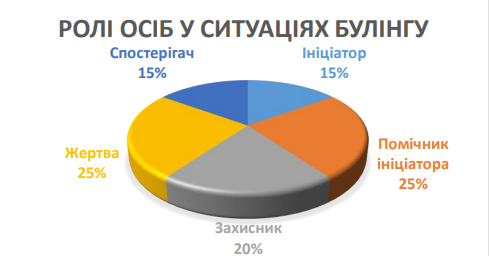 РОЛІ ОСІБ У СИТУАЦІЯХ БУЛІНГУ
Спостерігач
15%
Ініціатор
15%
Помічник
ініціатора
25%
Жертва
25%
Захисник
20%